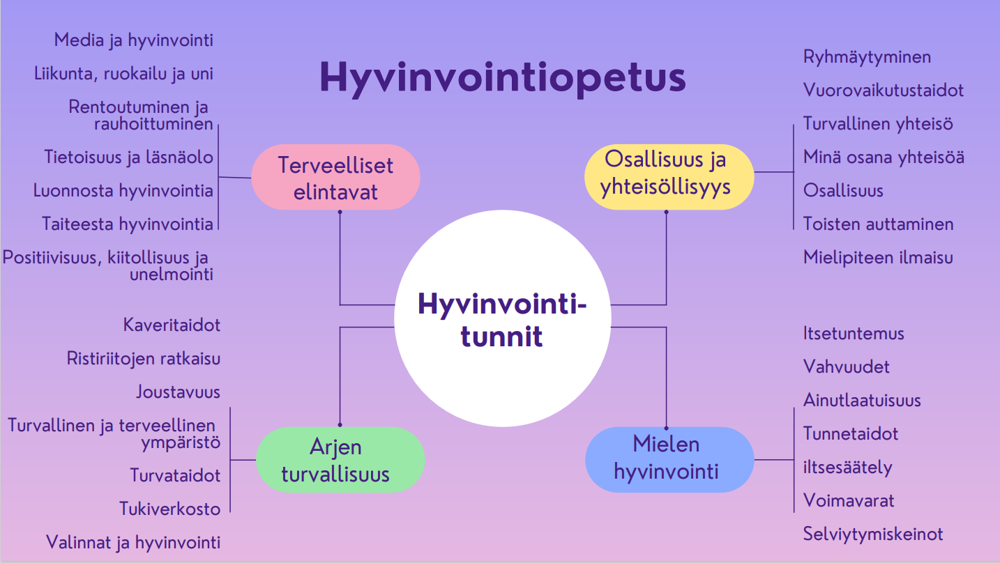 Hyvinvointiopetus
Media ja hyvinvointi
Liikunta, ruokailu ja uni
Rentoutuminen ja
rauhoittuminen
Tietoisuus ja läsnäolo
Luonnosta hyvinvointia
Taiteesta hyvinvointia
Positiivisuus, kiitollisuus ja
unelmointi
Terveelliset
elintavat
Osallisuus ja
yhteisöllisyys
Ryhmäytyminen
Vuorovaikutustaidot
Turvallinen yhteisö
Minä osana yhteisöä
Osallisuus
Toisten auttaminen
Mielipiteen ilmaisu
Hyvinvointi-
tunnit
Kaveritaidot
Ristiriitojen ratkaisu
Joustavuus
Turvallinen ja terveellinen
ympäristö
Turvataidot
Tukiverkosto
Valinnat ja hyvinvointi
Arjen
turvallisuus
Mielen
hyvinvointi
Itsetuntemus
Vahvuudet
Ainutlaatuisuus
Tunnetaidot
iItsesäätely
Voimavarat
Selviytymiskeinot